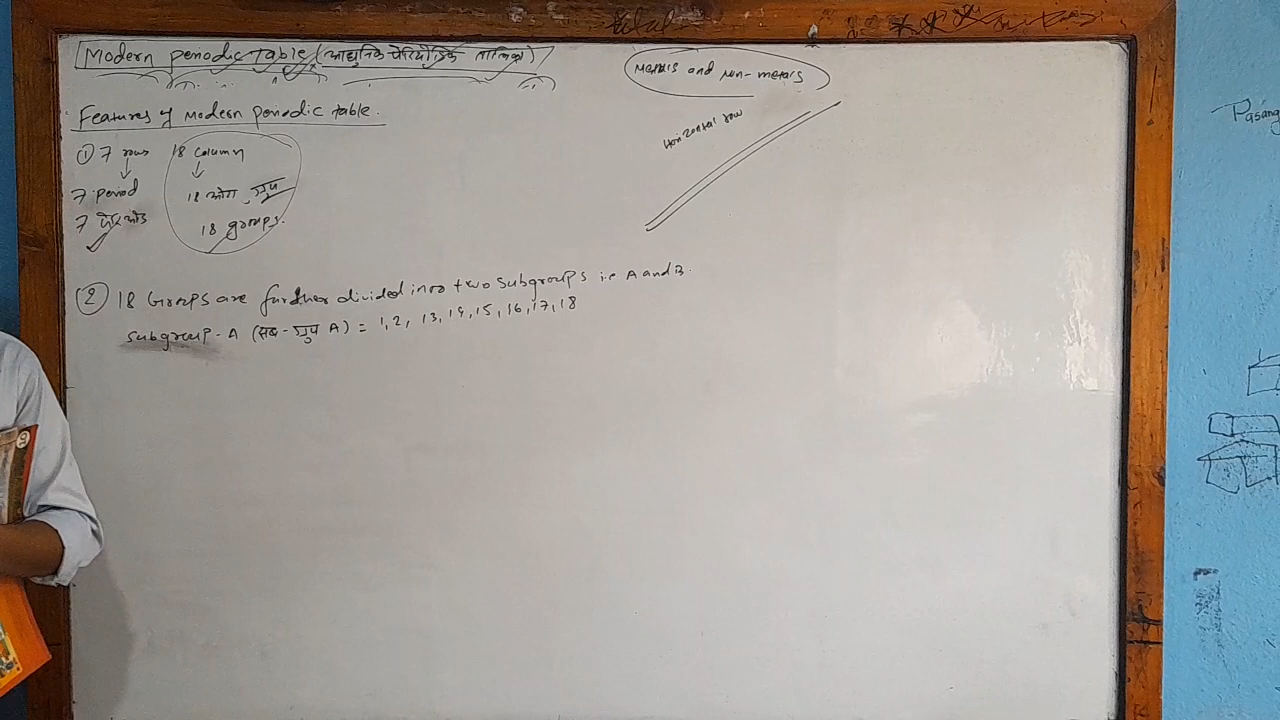 Modern periodic table (आधुनिक पेरियोडिक तालिका)
Metals and Non-metals
Features of Modern periodic table.
Horizontal row
① 7 rows 18 column
7 period 18 ओटा ग्रुप
7 पेरियोड 18 groups.
② 18 Groups are further divided into two subgroups i.e A and B.
subgroup-A (सब-ग्रुप A) = 1,2, 13,14,15,16,17,18
Pasang